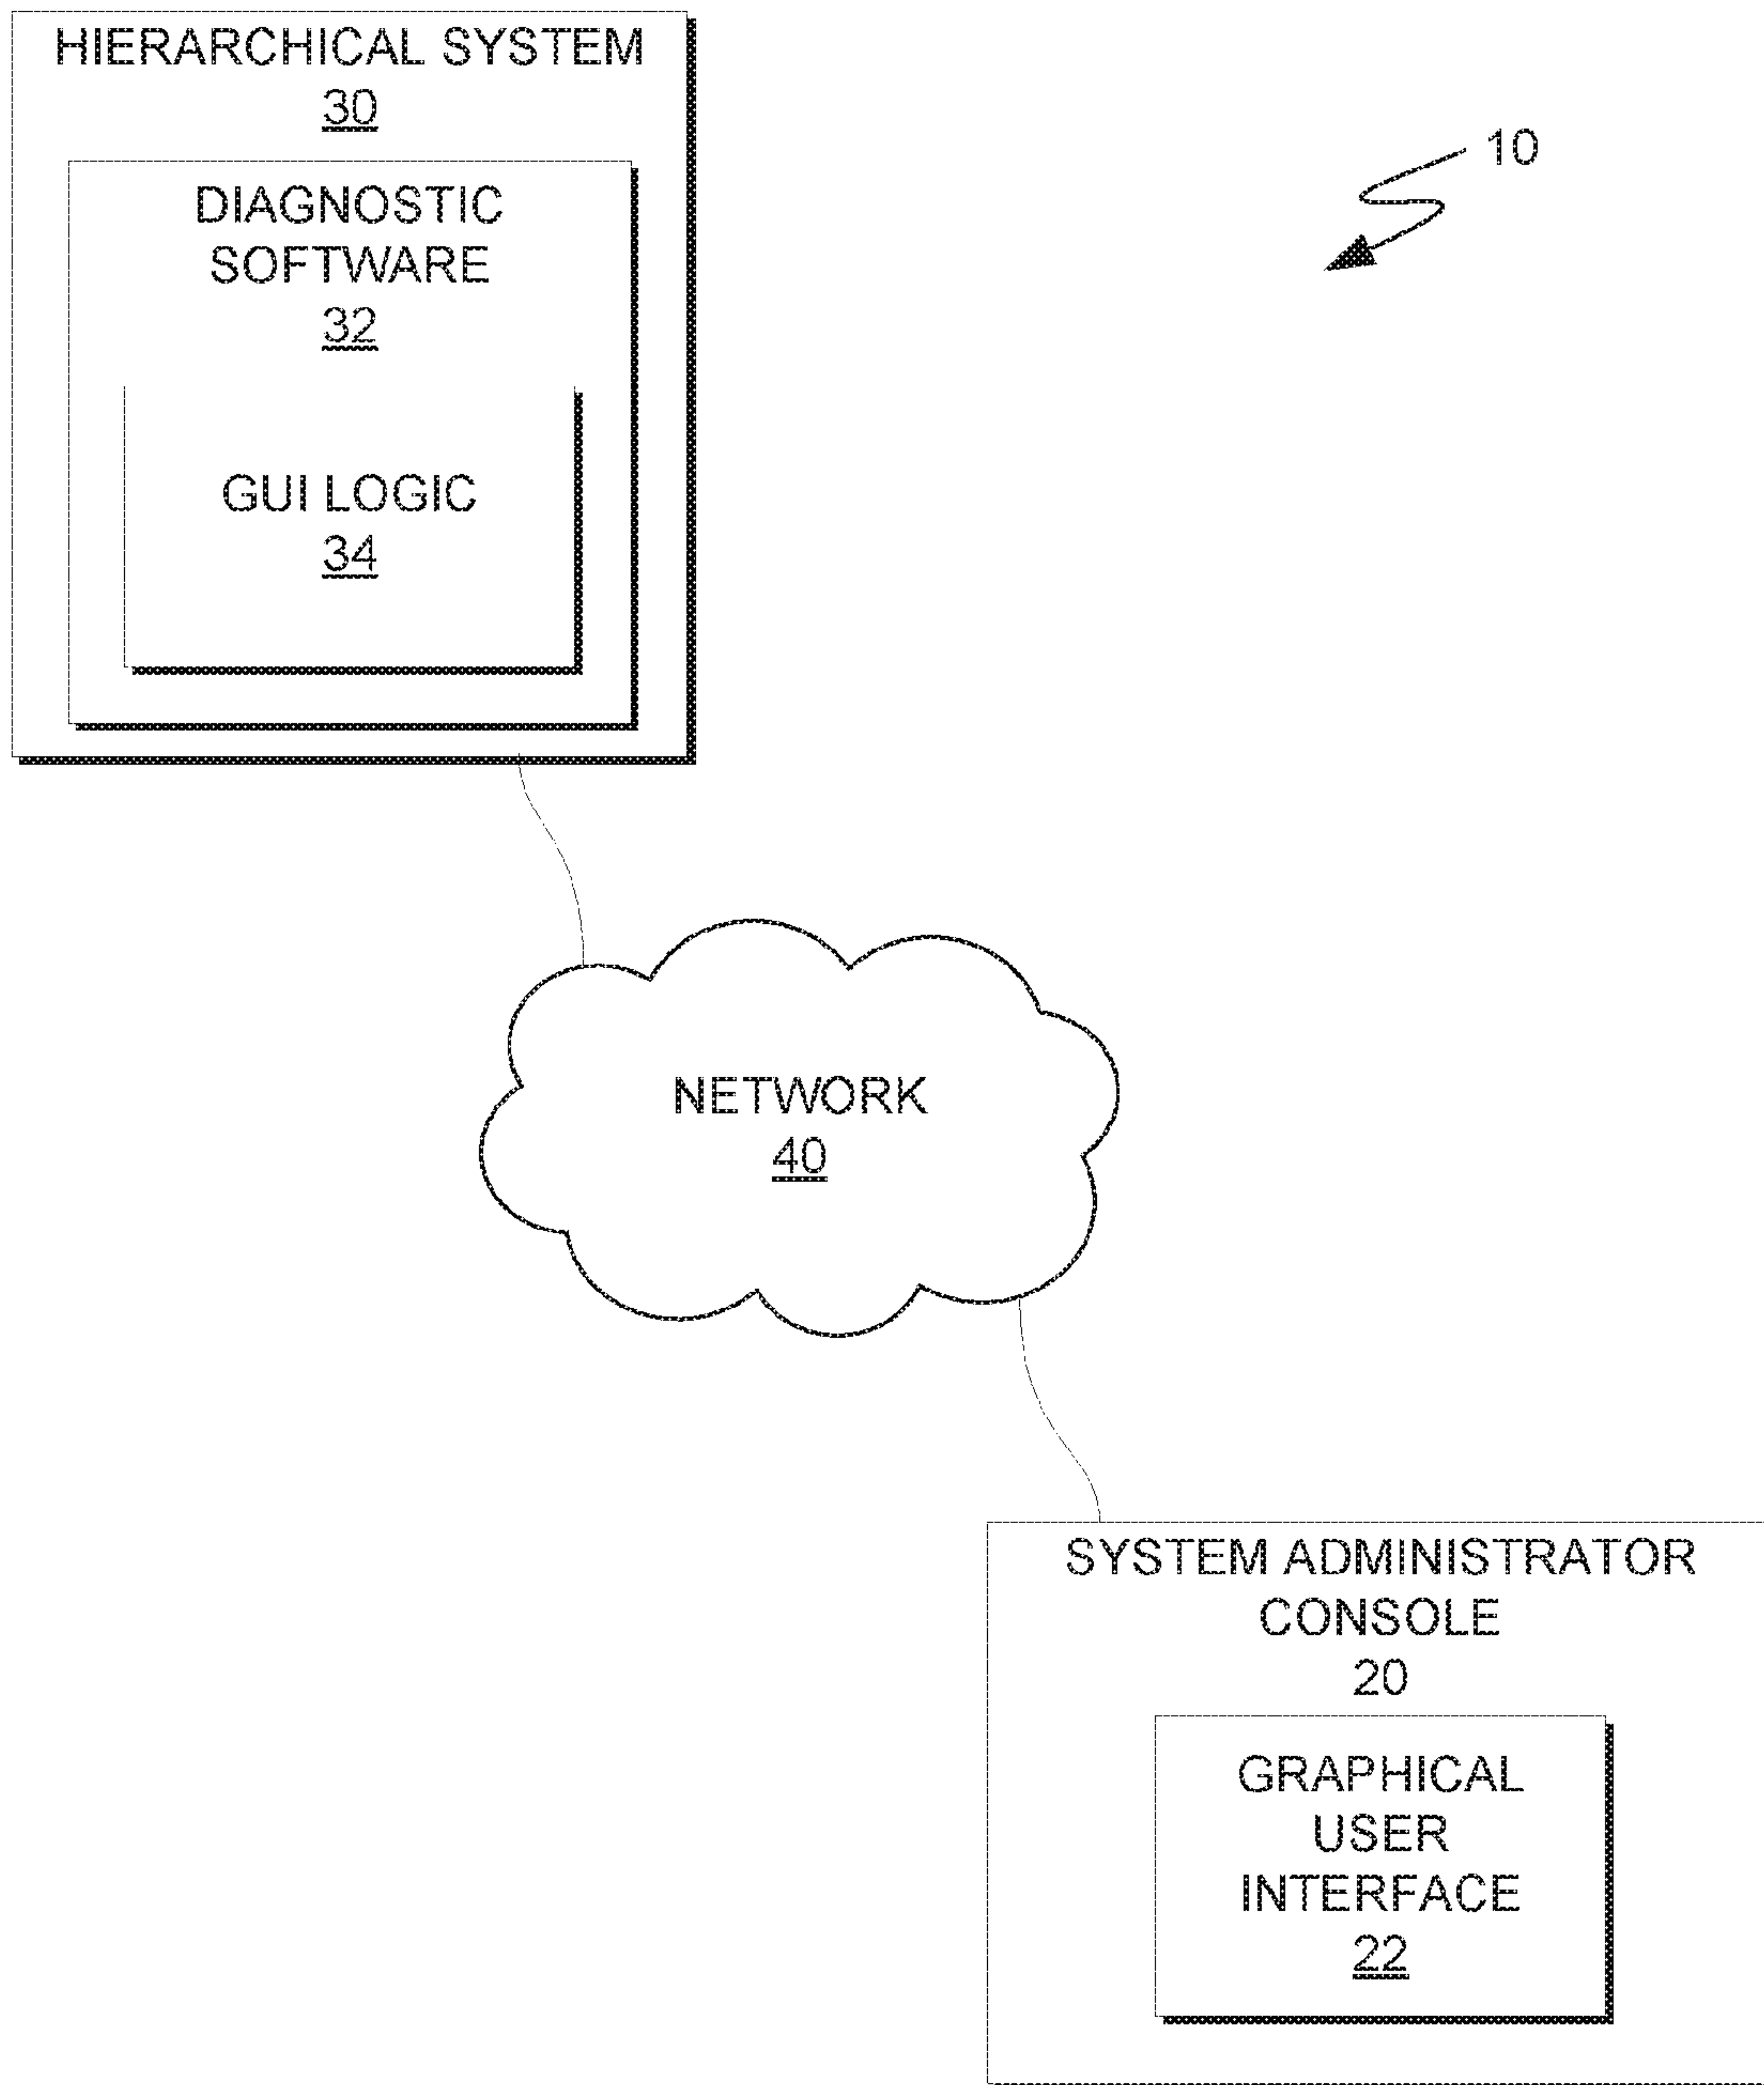 HIERARCHICAL SYSTEM
30
10
DIAGNOSTIC
SOFTWARE
32
GUI LOGIC
34
NETWORK
40
SYSTEM ADMINISTRATOR
CONSOLE
20
GRAPHICAL
USER
INTERFACE
22